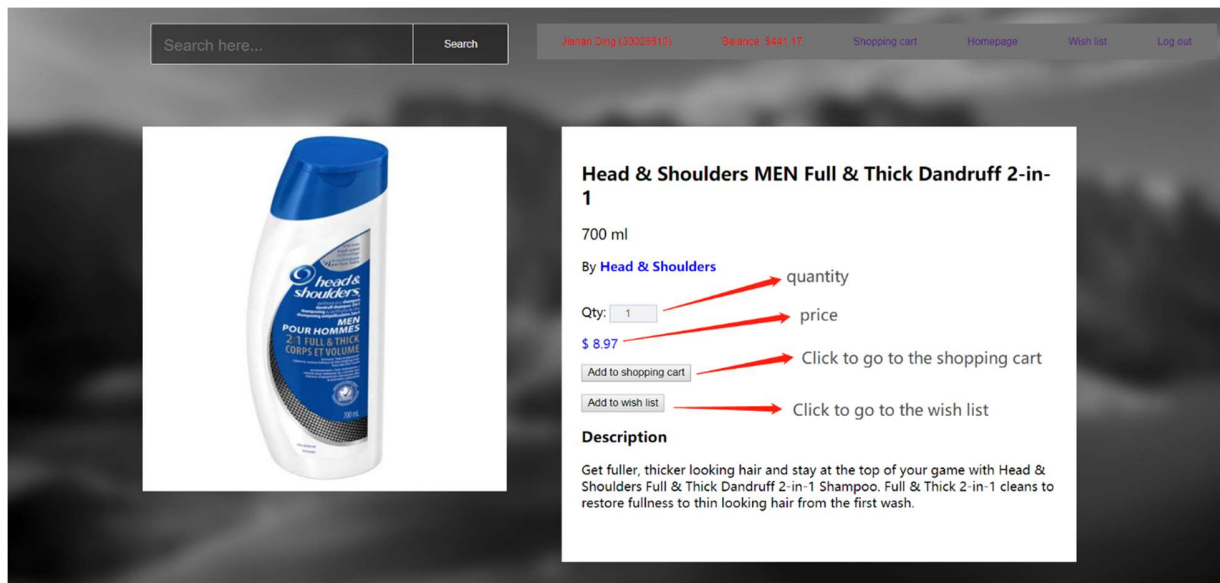 Search here...
Search
Jianan Ding (30026610)
Balance: $441.17
Shopping cart
Homepage
Wish list
Log out
head &
shoulders
MEN
POUR HOMMES
2-1 FULL & THICK
CORPS ET VOLUME
700 mL
Head & Shoulders MEN Full & Thick Dandruff 2-in-
1
700 ml
By Head & Shoulders
quantity
Qty: 1
price
$ 8.97
Click to go to the shopping cart
Add to shopping cart
Add to wish list
Click to go to the wish list
Description
Get fuller, thicker looking hair and stay at the top of your game with Head &
Shoulders Full & Thick Dandruff 2-in-1 Shampoo. Full & Thick 2-in-1 cleans to
restore fullness to thin looking hair from the first wash.